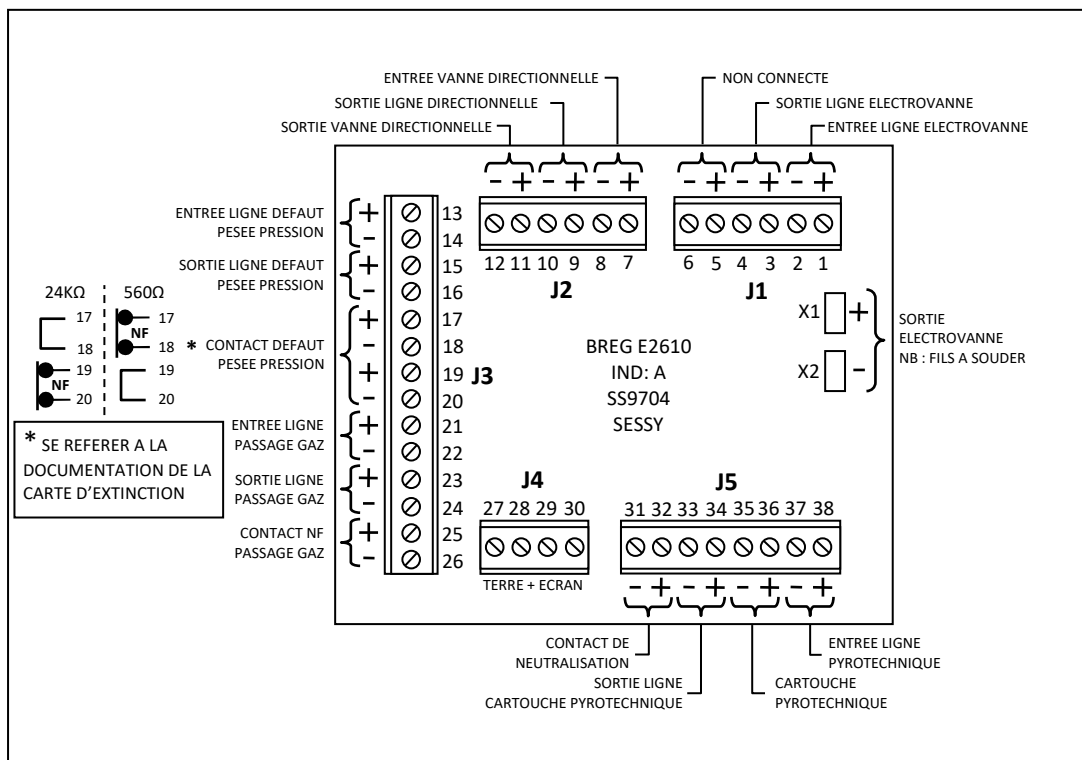 ENTREE VANNE DIRECTIONNELLE
SORTIE LIGNE DIRECTIONNELLE
SORTIE VANNE DIRECTIONNELLE
NON CONNECTE
SORTIE LIGNE ELECTROVANNE
ENTREE LIGNE ELECTROVANNE
- + - + - +
- + - + - +
12 11 10 9 8 7
J2
6 5 4 3 2 1
J1
ENTREE LIGNE DEFAUT
PESEE PRESSION
+ 13
- 14
SORTIE LIGNE DEFAUT
PESEE PRESSION
+ 15
- 16
24KΩ
17
18
19
NF
20
560Ω
17
NF
18
19
20
* CONTACT DEFAUT
PESEE PRESSION
+ 17
- 18
+ 19
- 20
J3
ENTREE LIGNE
PASSAGE GAZ
+ 21
- 22
SORTIE LIGNE
PASSAGE GAZ
+ 23
- 24
CONTACT NF
PASSAGE GAZ
+ 25
- 26
* SE REFERER A LA
DOCUMENTATION DE LA
CARTE D'EXTINCTION
BREG E2610
IND: A
SS9704
SESSY
X1 +
X2 -
SORTIE
ELECTROVANNE
NB : FILS A SOUDER
J4
27 28 29 30
TERRE + ECRAN
J5
31 32 33 34 35 36 37 38
- + - + - + - +
CONTACT DE
NEUTRALISATION
SORTIE LIGNE
CARTOUCHE PYROTECHNIQUE
ENTREE LIGNE
PYROTECHNIQUE
CARTOUCHE
PYROTECHNIQUE